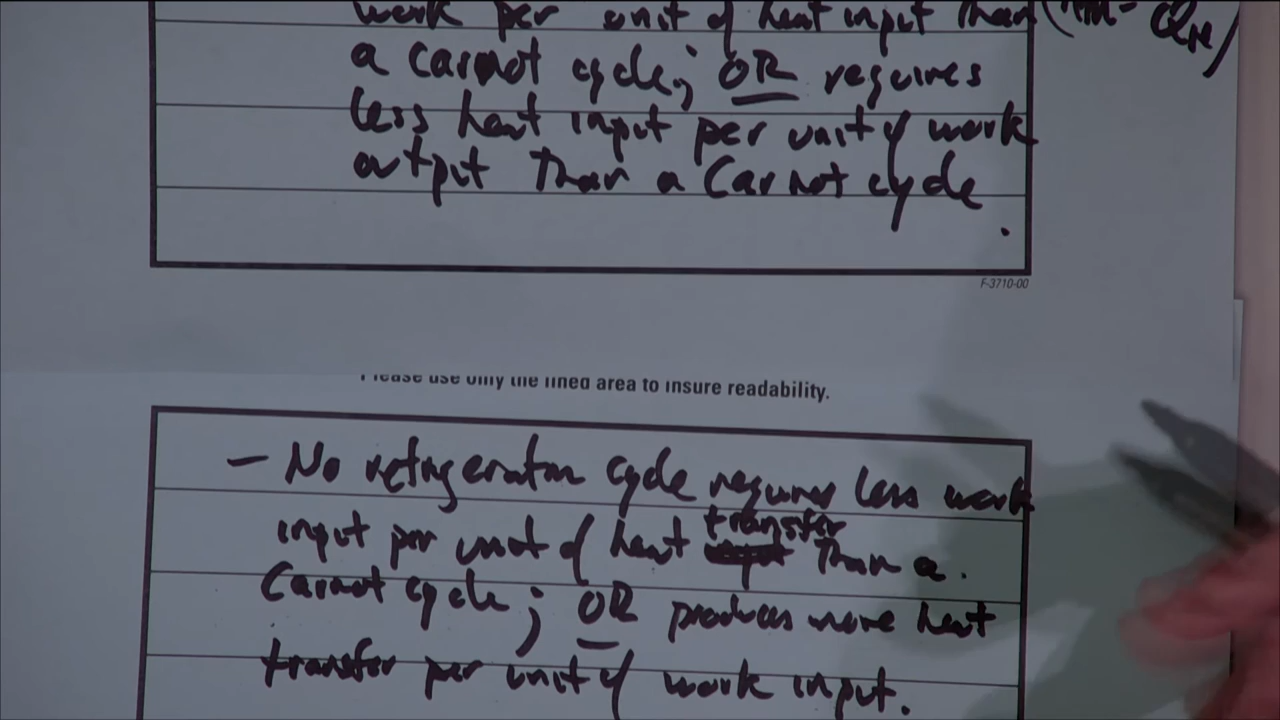 work per unit of heat input than
a Carnot cycle; OR requires
less heat input per unit of work
output than a Carnot cycle
.
F-3710-00
Please use only the lined area to insure readability.
– No refrigeration cycle requires less work
input per unit of heat transfer than a.
Carnot cycle; OR produces more heat
transfer per unit of work input.